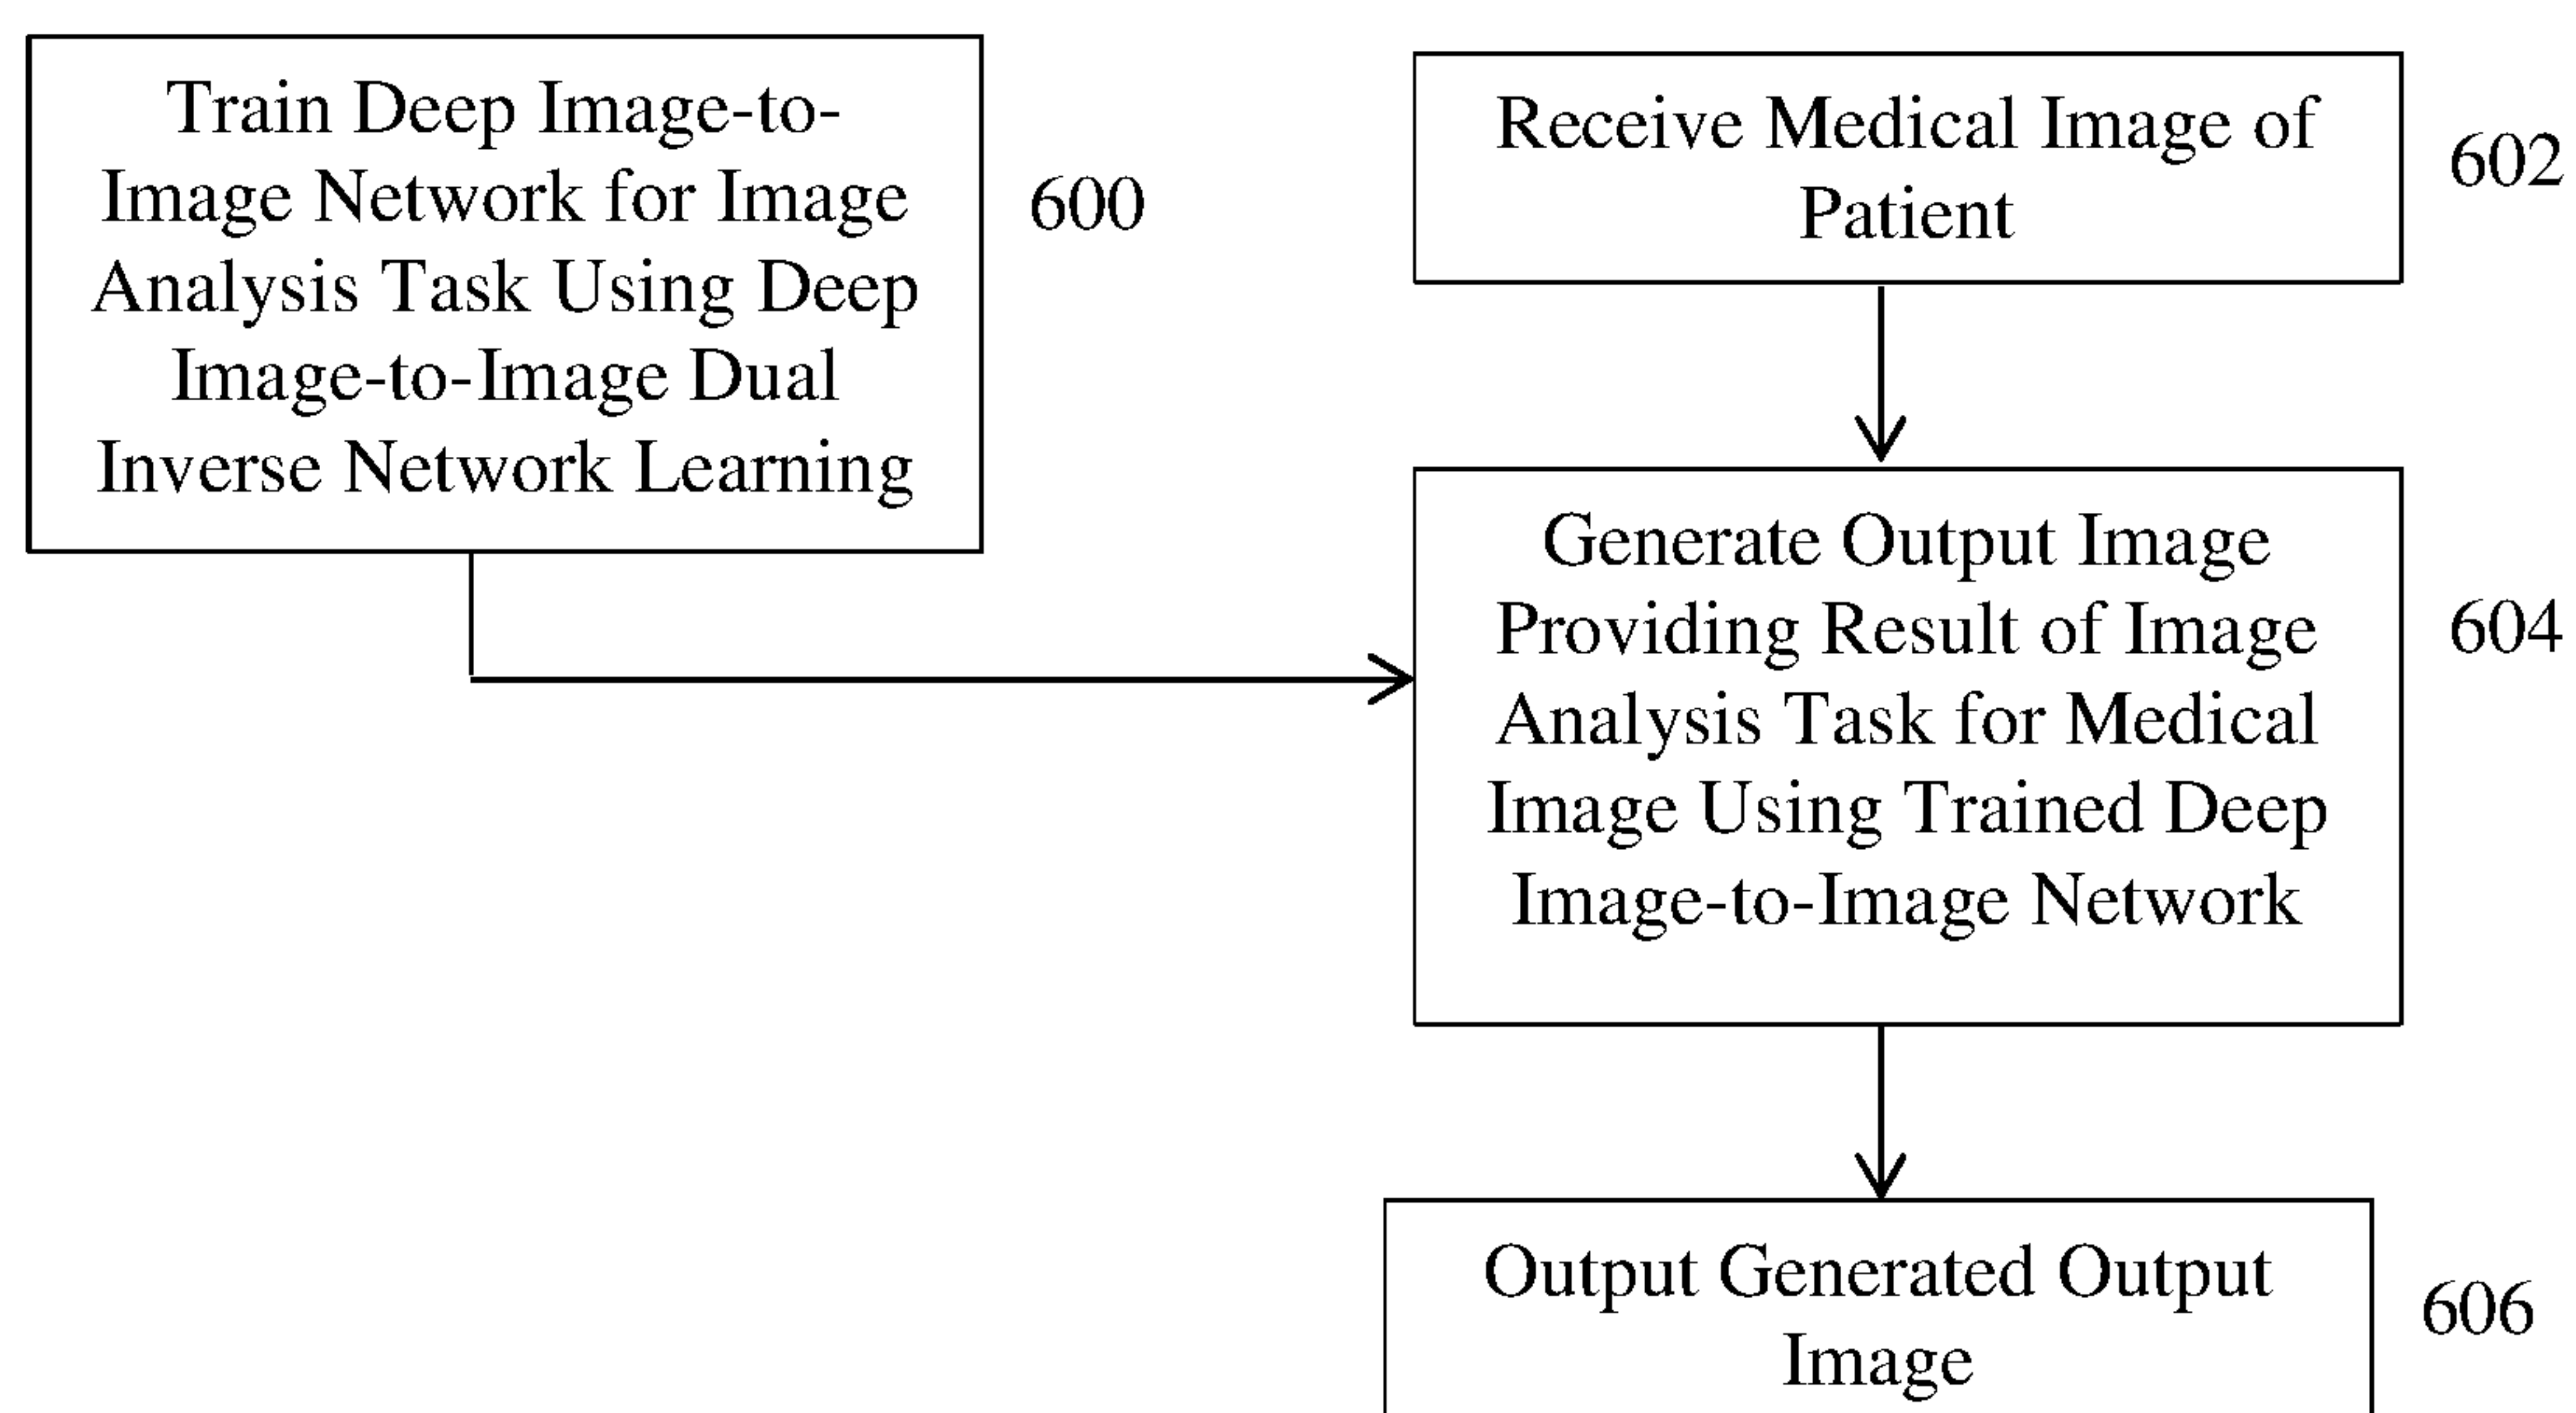 Train Deep Image-to-
Image Network for Image
Analysis Task Using Deep
Image-to-Image Dual
Inverse Network Learning
600
Receive Medical Image of
Patient
602
Generate Output Image
Providing Result of Image
Analysis Task for Medical
Image Using Trained Deep
Image-to-Image Network
604
Output Generated Output
Image
606